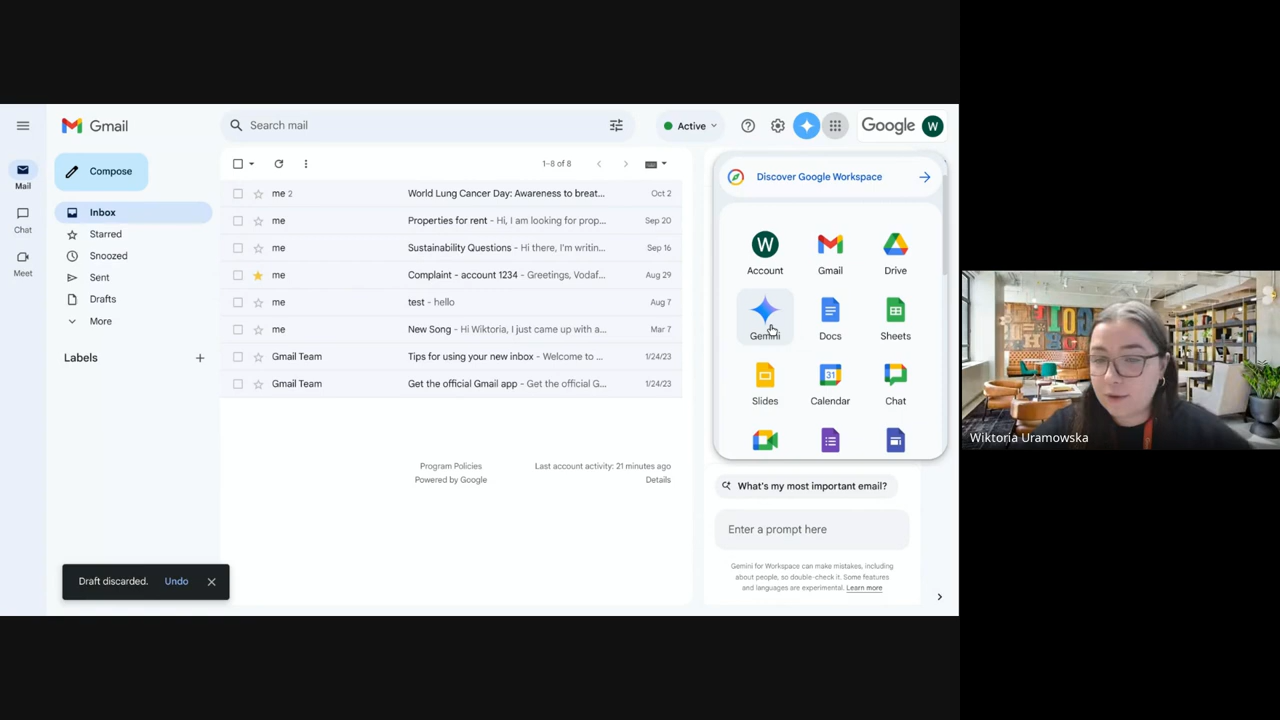 Gmail
Search mail
Active
Google
W
Mail
Chat
Meet
Compose
Inbox
Starred
Snoozed
Sent
Drafts
More
Labels
1–8 of 8
me 2 World Lung Cancer Day: Awareness to breat... Oct 2
me Properties for rent - Hi, I am looking for prop... Sep 20
me Sustainability Questions - Hi there, I'm writin... Sep 16
me Complaint - account 1234 - Greetings, Vodaf... Aug 29
me test - hello Aug 7
me New Song - Hi Wiktoria, I just came up with a... Mar 7
Gmail Team Tips for using your new inbox - Welcome to ... 1/24/23
Gmail Team Get the official Gmail app - Get the official G... 1/24/23
Program Policies
Powered by Google
Last account activity: 21 minutes ago
Details
Draft discarded. Undo
Discover Google Workspace
W
Account Gmail Drive
Gemini Docs Sheets
31
Slides Calendar Chat
What's my most important email?
Enter a prompt here
Gemini for Workspace can make mistakes, including
about people, so double-check it. Some features
and languages are experimental. Learn more
Wiktoria Uramowska